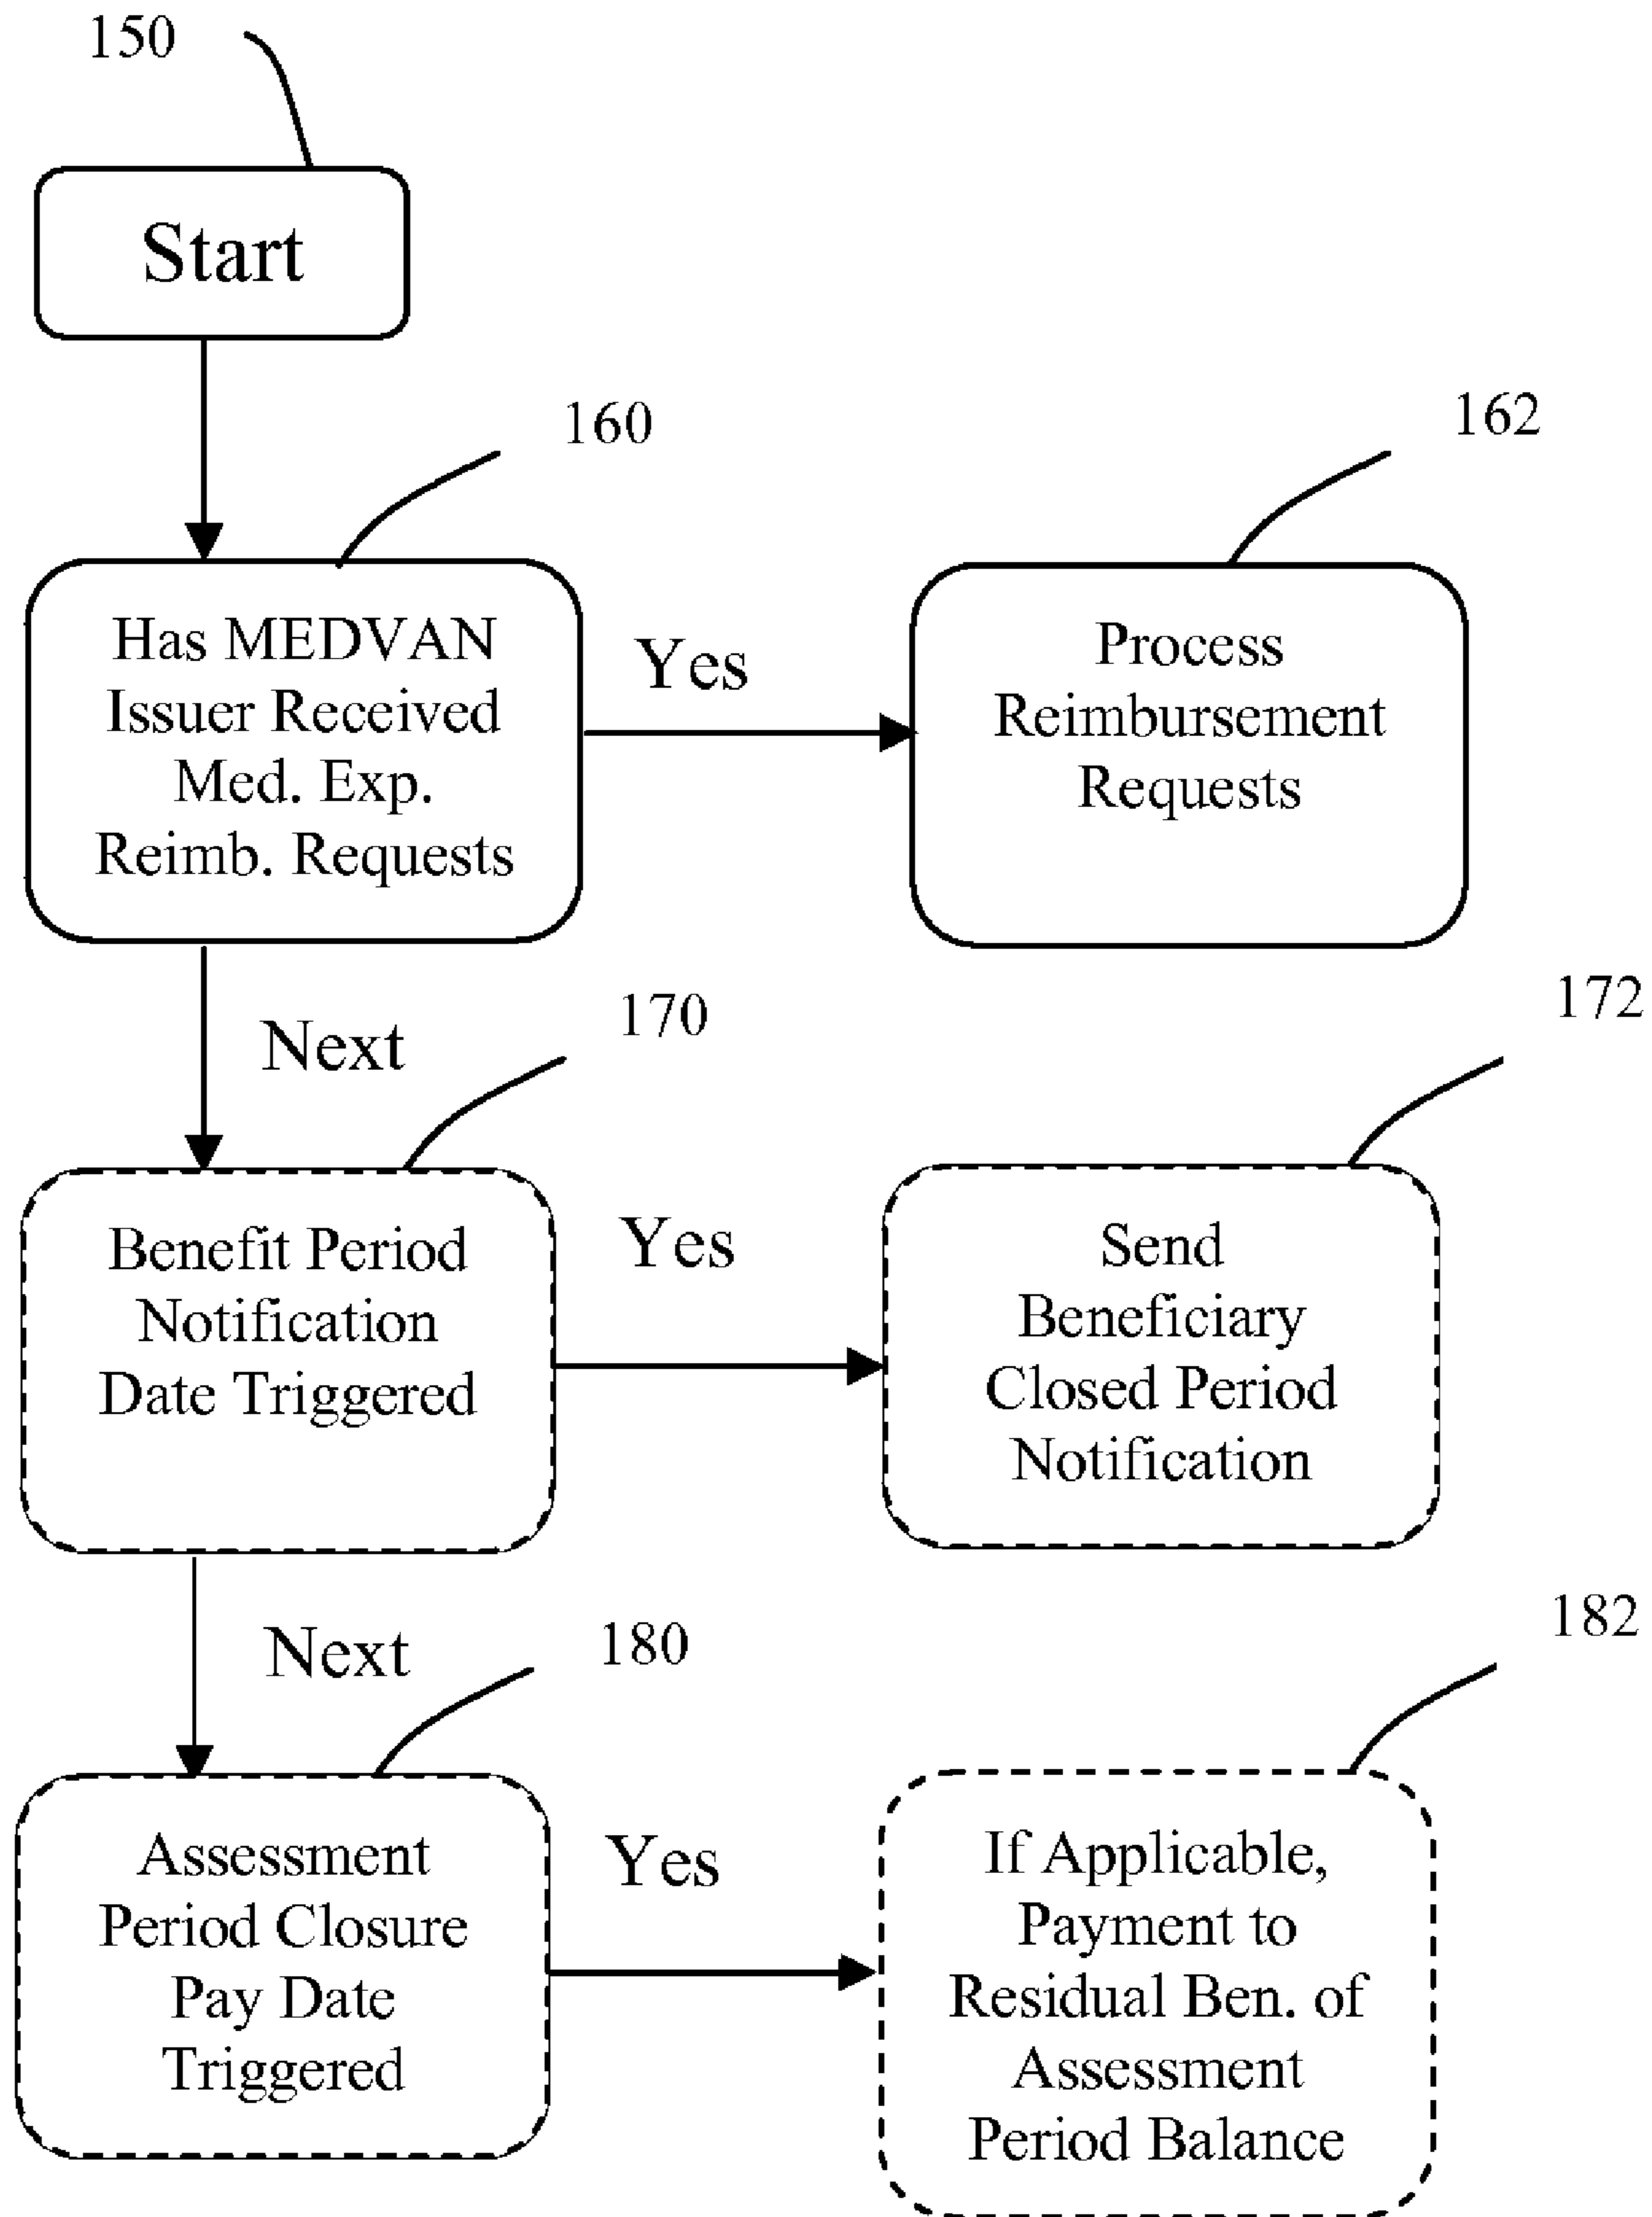 150
Start
160
162
Has MEDVAN
Issuer Received
Med. Exp.
Reimb. Requests
Yes
Process
Reimbursement
Requests
Next
170
172
Benefit Period
Notification
Date Triggered
Yes
Send
Beneficiary
Closed Period
Notification
Next
180
182
Assessment
Period Closure
Pay Date
Triggered
Yes
If Applicable,
Payment to
Residual Ben. of
Assessment
Period Balance